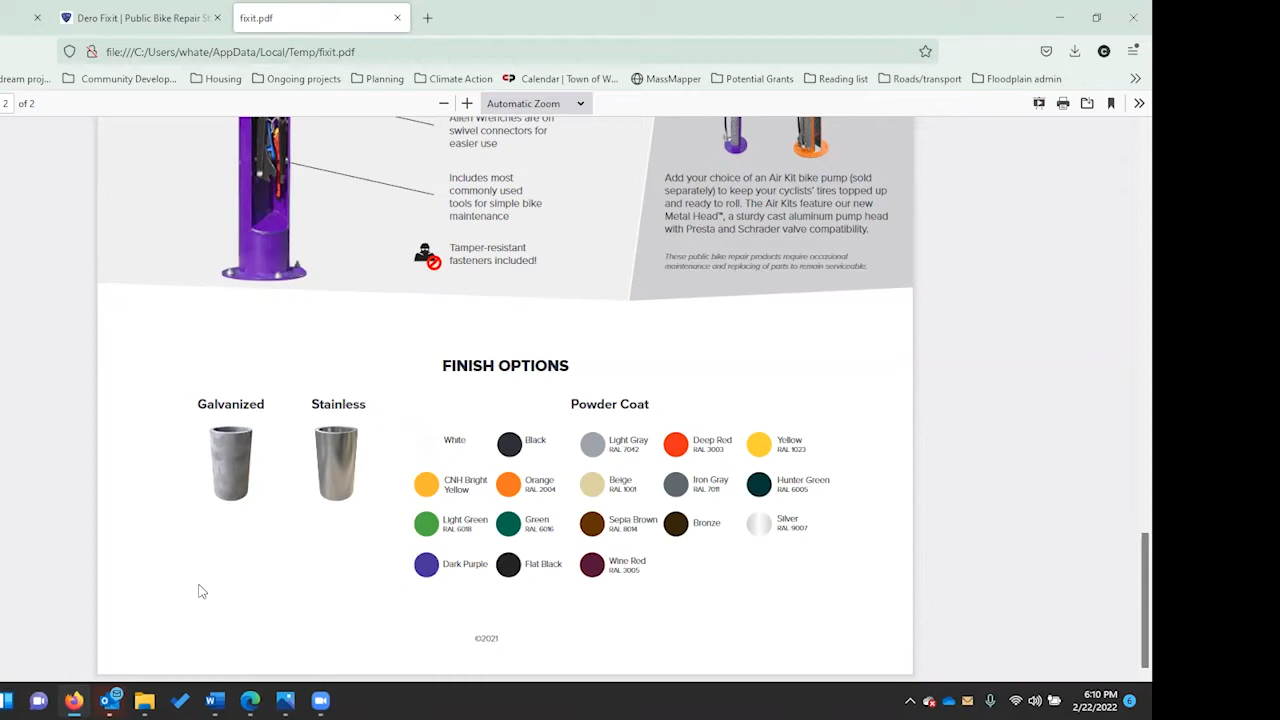 Dero Fixit | Public Bike Repair St
fixit.pdf
file:///C:/Users/whate/AppData/Local/Temp/fixit.pdf
dream proj...
Community Develop...
Housing
Ongoing projects
Planning
Climate Action
Calendar | Town of W...
MassMapper
Potential Grants
Reading list
Roads/transport
Floodplain admin
2 of 2
Automatic Zoom
Allen Wrenches are on
swivel connectors for
easier use
Includes most
commonly used
tools for simple bike
maintenance
Tamper-resistant
fasteners included!
Add your choice of an Air Kit bike pump (sold
separately) to keep your cyclists' tires topped up
and ready to roll. The Air Kits feature our new
Metal Head™, a sturdy cast aluminum pump head
with Presta and Schrader valve compatibility.
These public bike repair products require occasional
maintenance and replacing of parts to remain serviceable.
FINISH OPTIONS
Galvanized
Stainless
Powder Coat
White
Black
Light Gray
RAL 7042
Deep Red
RAL 3003
Yellow
RAL 1023
CNH Bright
Yellow
Orange
RAL 2004
Beige
RAL 1001
Iron Gray
RAL 7011
Hunter Green
RAL 6005
Light Green
RAL 6018
Green
RAL 6016
Sepia Brown
RAL 8014
Bronze
Silver
RAL 9007
Dark Purple
Flat Black
Wine Red
RAL 3005
©2021
6:10 PM
2/22/2022
6